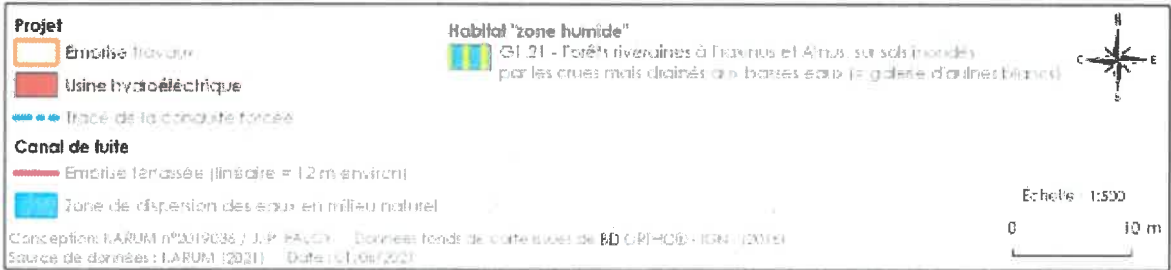 Projet
Emprise travaux
Usine hydroélectrique
Tracé de la conduite forcée
Canal de fuite
Emprise terrassée (linéaire = 12 m environ)
Zone de dispersion des eaux en milieu naturel
Habitat "zone humide"
G1.21 - Forêts riveraines à Fraxinus et Alnus, sur sols inondés
par les crues mais drainés aux basses eaux (= galerie d'aulnes blancs)
N
E
S
Echelle : 1:500
0 10 m
Conception: KARUM n°2019036 / J.-P. Données fonds de carte issues de BD ORTHO® - IGN (2016)
Source de données : KARUM (2021) Date : 01/06/2021